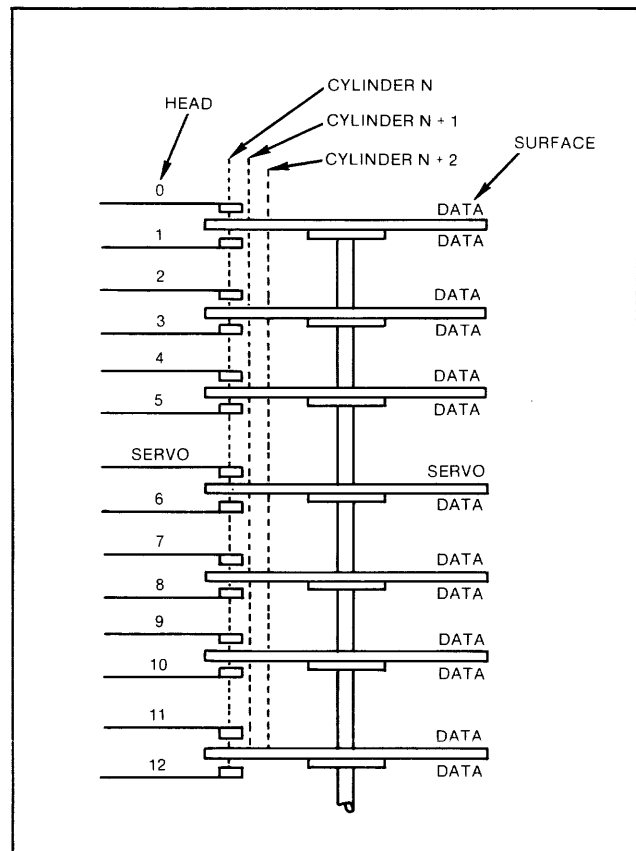 CYLINDER N
HEAD
CYLINDER N + 1
SURFACE
CYLINDER N + 2
0
DATA
1
DATA
2
DATA
3
DATA
4
DATA
5
DATA
SERVO
SERVO
6
DATA
7
DATA
8
DATA
9
DATA
10
DATA
11
DATA
12
DATA